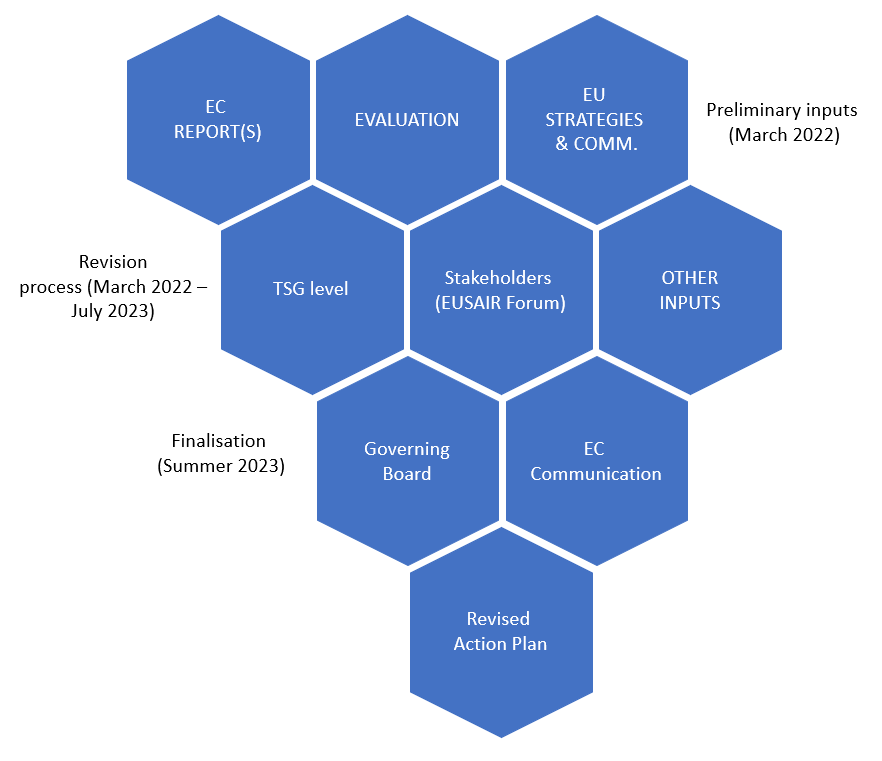 EC
REPORT(S)
EVALUATION
EU
STRATEGIES
& COMM.
Preliminary inputs
(March 2022)
Revision
process (March 2022 –
July 2023)
TSG level
Stakeholders
(EUSAIR Forum)
OTHER
INPUTS
Finalisation
(Summer 2023)
Governing
Board
EC
Communication
Revised
Action Plan